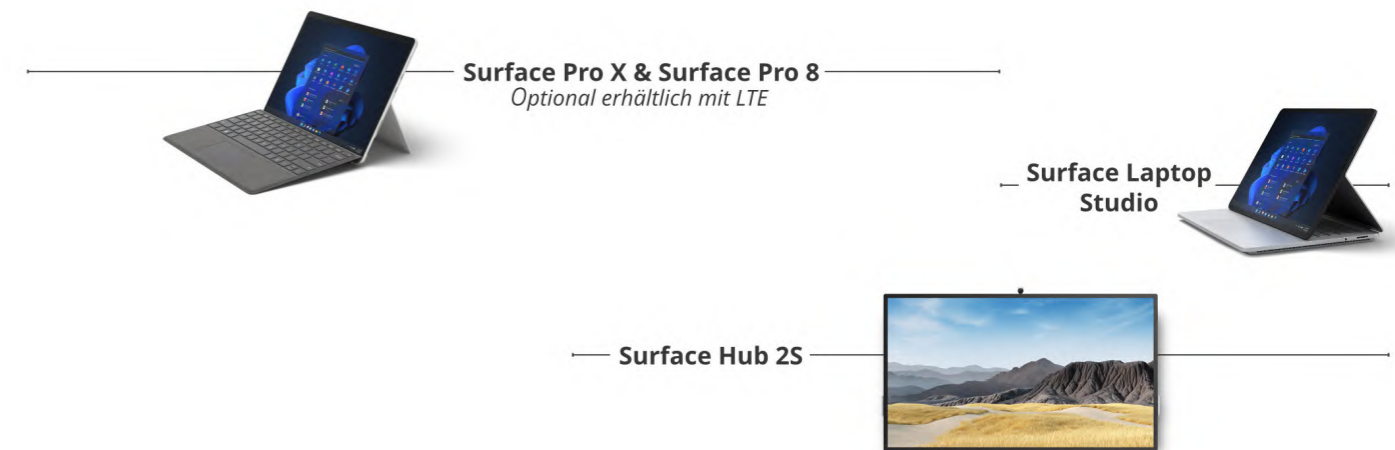 Surface Pro X & Surface Pro 8
Optional erhältlich mit LTE
Surface Laptop
Studio
Surface Hub 2S